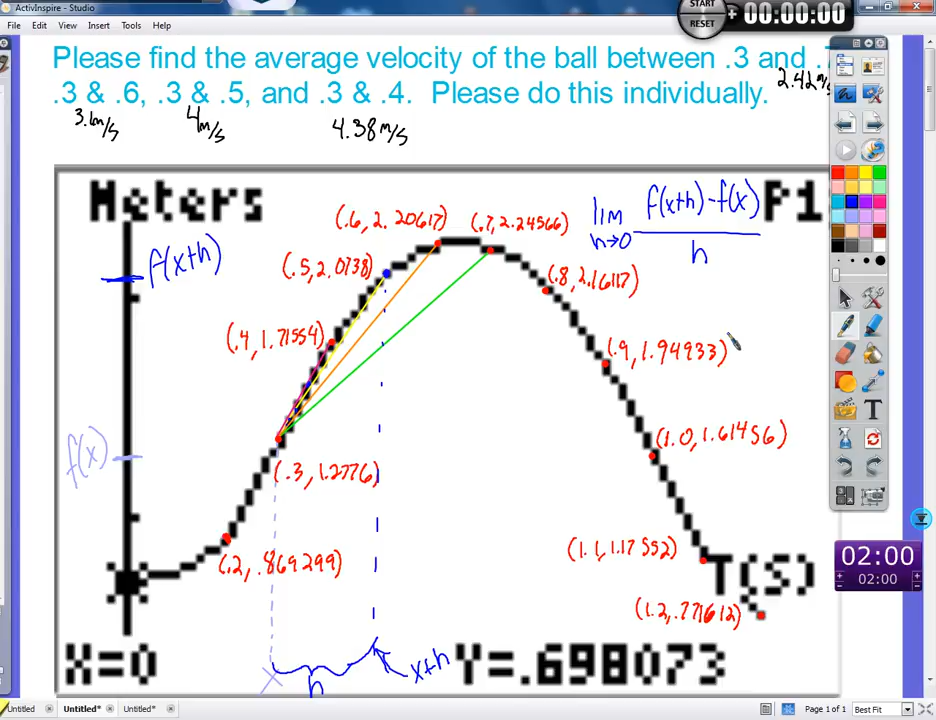 ActivInspire - Studio
File Edit View Insert Tools Help
START
RESET
00:00:00
Please find the average velocity of the ball between .3 and .7
.3 & .6, .3 & .5, and .3 & .4. Please do this individually.
2.42m/s
3.1m/s
4m/s
4.38m/s
Meters
P1
lim
h→0
f(x+h)-f(x)
h
f(x+h)
(.6, 2.20617)
(.7, 2.24566)
(.5, 2.0738)
(.8, 2.16117)
(.4, 1.71554)
(.9, 1.94933)
f(x)
(.3, 1.2776)
(1.0, 1.61456)
(.2, .869299)
(1.1, 1.17552)
T(S)
(1.2, .771612)
02:00
02:00
X=0
Y=.698073
x
h
x+h
Untitled Untitled* Untitled*
Page 1 of 1
Best Fit